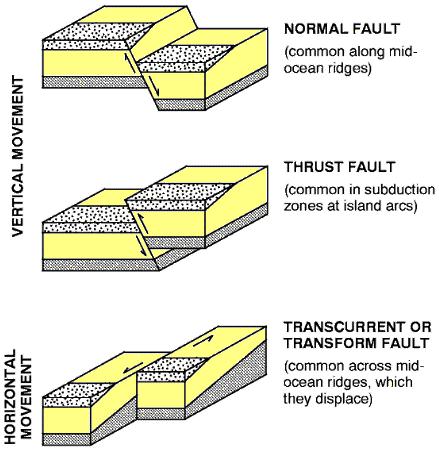 VERTICAL MOVEMENT
NORMAL FAULT
(common along mid-
ocean ridges)
THRUST FAULT
(common in subduction
zones at island arcs)
HORIZONTAL
MOVEMENT
TRANSCURRENT OR
TRANSFORM FAULT
(common across mid-
ocean ridges, which
they displace)